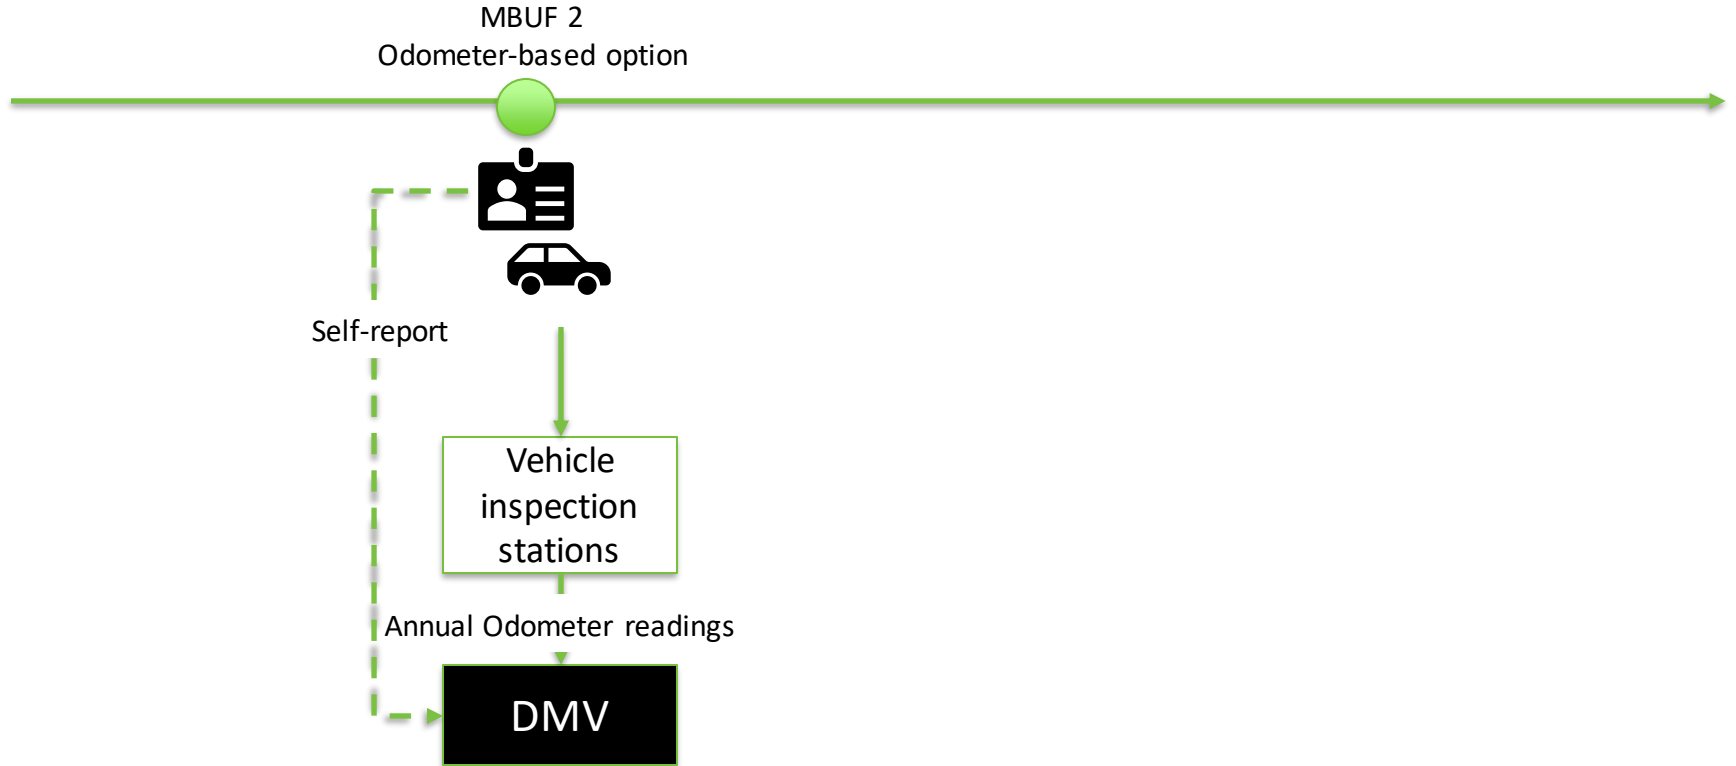 MBUF 2
Odometer-based option
Self-report
Vehicle
inspection
stations
Annual Odometer readings
DMV